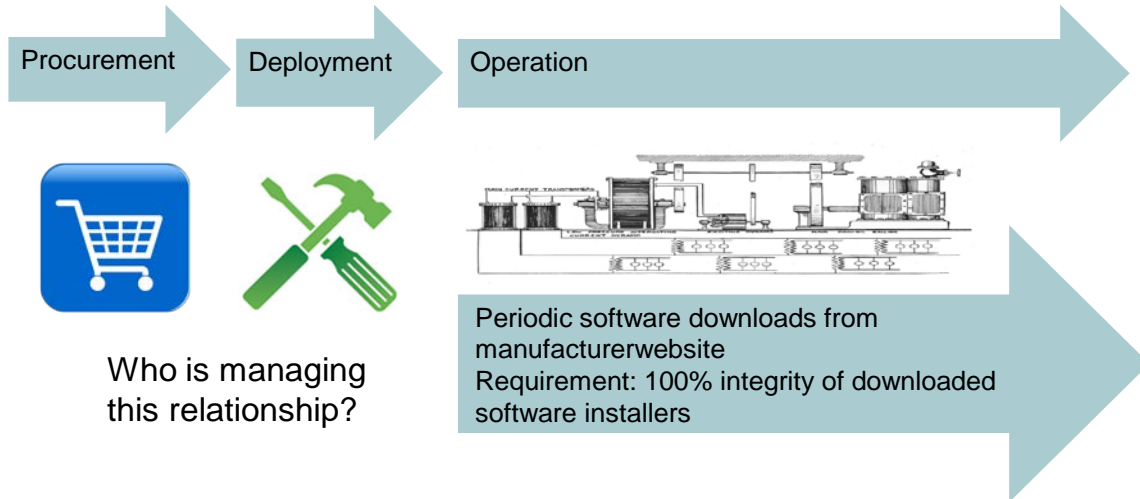 Procurement
Deployment
Operation
Periodic software downloads from
manufacturerwebsite
Requirement: 100% integrity of downloaded
software installers
Who is managing
this relationship?